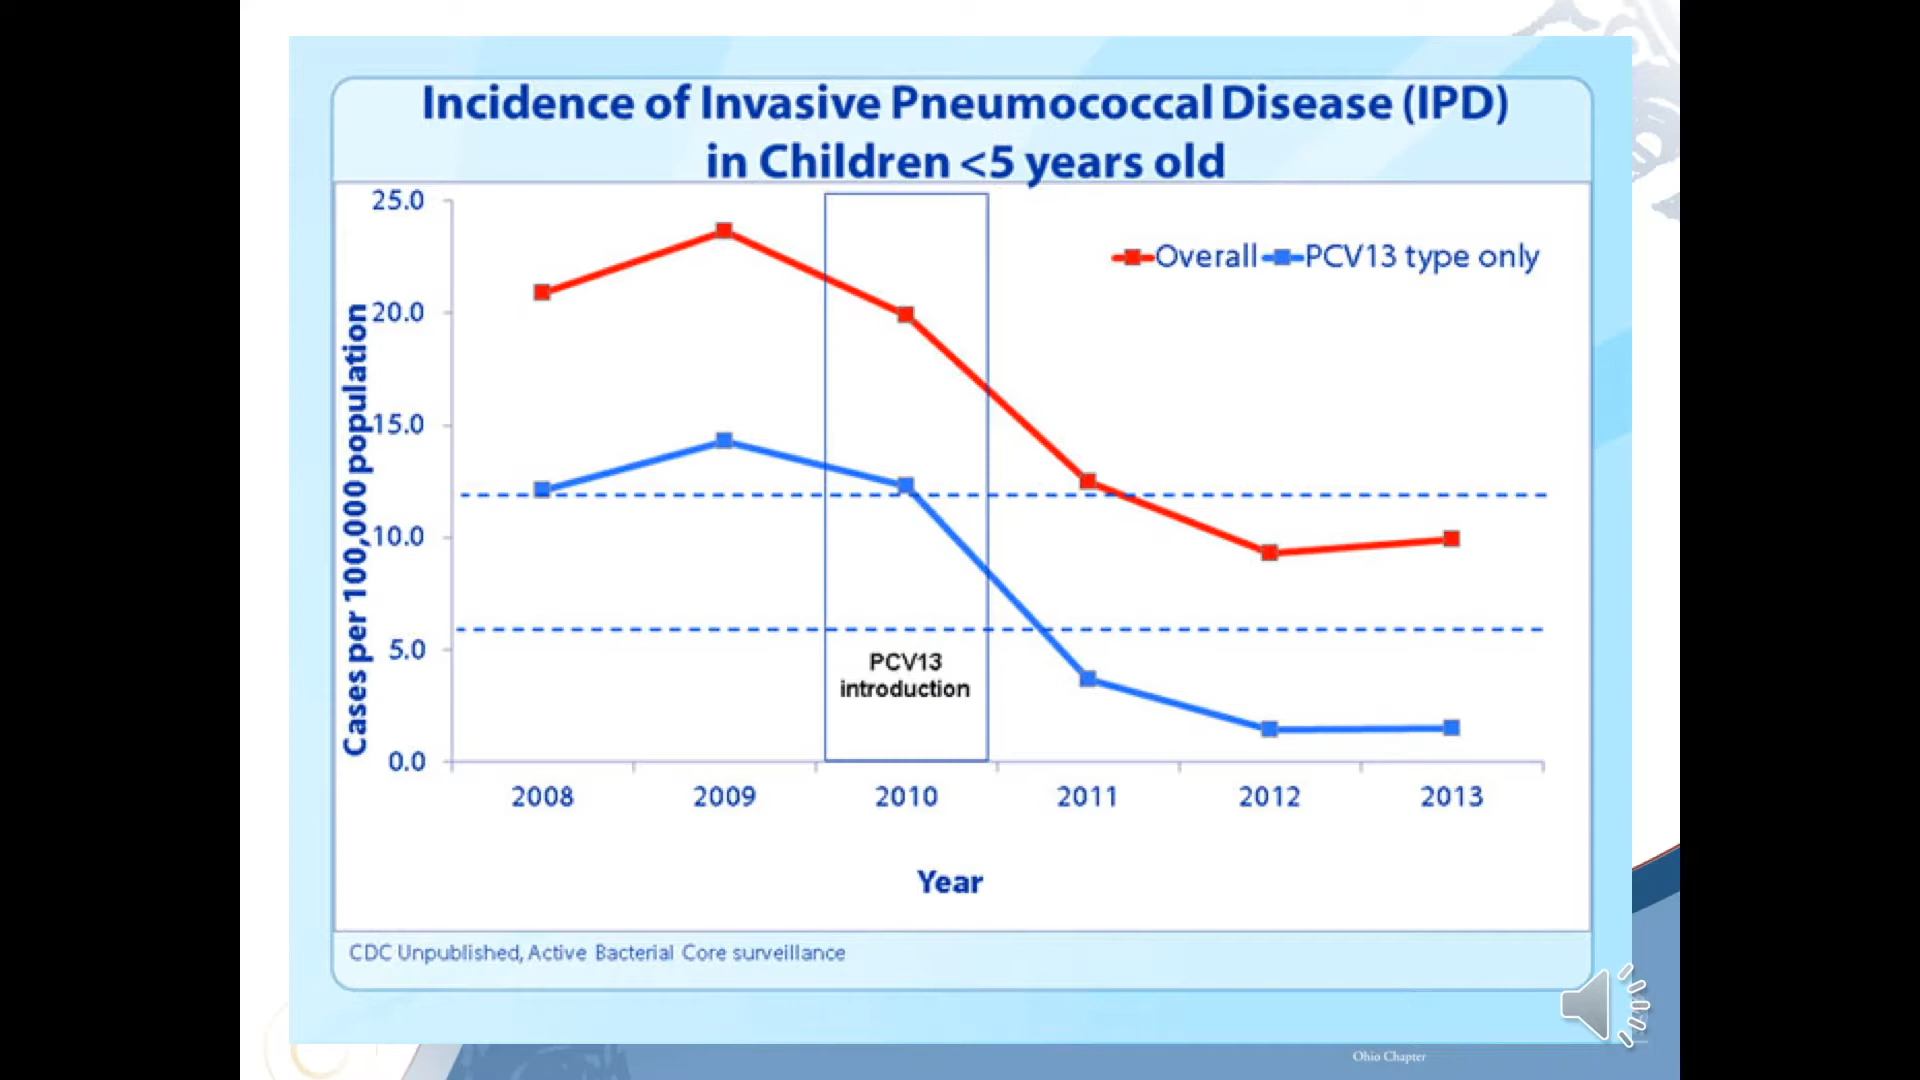 Incidence of Invasive Pneumococcal Disease (IPD)
in Children <5 years old
Cases per 100,000 population
25.0
20.0
15.0
10.0
5.0
0.0
Overall
PCV13 type only
PCV13
introduction
2008 2009 2010 2011 2012 2013
Year
CDC Unpublished, Active Bacterial Core surveillance
Ohio Chapter